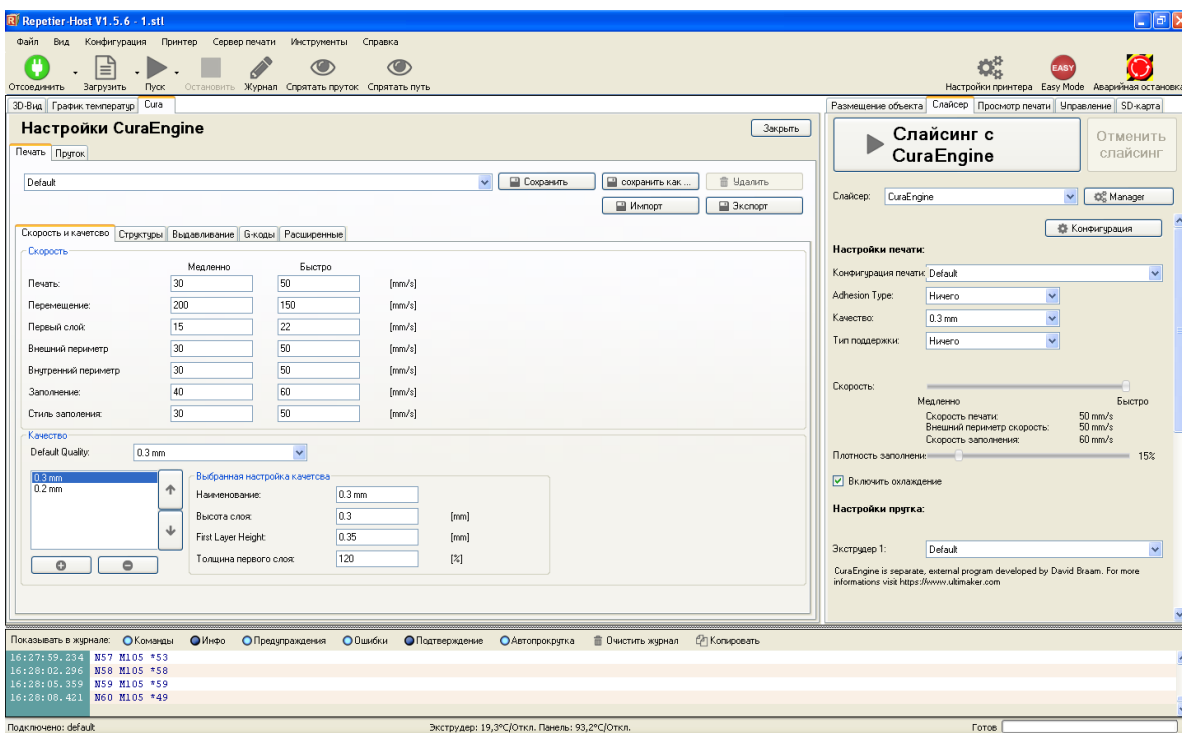 Repetier-Host V1.5.6 - 1.stl
Файл Вид Конфигурация Принтер Сервер печати Инструменты Справка
Отсоединить Загрузить Пуск Остановить Журнал Спрятать пруток Спрятать путь Настройки принтера EASY Easy Mode Аварийная остановка
3D-Вид График температур Cura
Настройки CuraEngine Закрыть
Печать Пруток
Default Сохранить сохранить как ... Удалить
Импорт Экспорт
Скорость и качетсво Структуры Выдавливание G-коды Расширенные
Скорость
Медленно Быстро
Печать: 30 50 [mm/s]
Перемещение: 200 150 [mm/s]
Первый слой: 15 22 [mm/s]
Внешний периметр 30 50 [mm/s]
Внутренний периметр 30 50 [mm/s]
Заполнение: 40 60 [mm/s]
Стиль заполения: 30 50 [mm/s]
Качество
Default Quality: 0.3 mm
0.3 mm
0.2 mm
Выбранная настройка качетсва
Наименование: 0.3 mm
Высота слоя: 0.3 [mm]
First Layer Height: 0.35 [mm]
Толщина первого слоя: 120 [%]
Размещение объекта Слайсер Просмотр печати Управление SD-карта
Слайсинг с
CuraEngine
Отменить
слайсинг
Слайсер: CuraEngine Manager
Конфигурация
Настройки печати:
Конфигурация печати: Default
Adhesion Type: Ничего
Качество: 0.3 mm
Тип поддержки: Ничего
Скорость:
Медленно Быстро
Скорость печати: 50 mm/s
Внешний периметр скорость: 50 mm/s
Скорость заполнения: 60 mm/s
Плотность заполнени: 15%
Включить охлаждение
Настройки прутка:
Экструдер 1: Default
CuraEngine is separate, external program developed by David Braam. For more
informations visit https://www.ultimaker.com
Показывать в журнале: Команды Инфо Предупраждения Ошибки Подтверждение Автопрокрутка Очистить журнал Копировать
16:27:59.234 N57 M105 *53
16:28:02.296 N58 M105 *58
16:28:05.359 N59 M105 *59
16:28:08.421 N60 M105 *49
Подключено: default Экструдер: 19,3°C/Откл. Панель: 93,2°C/Откл. Готов